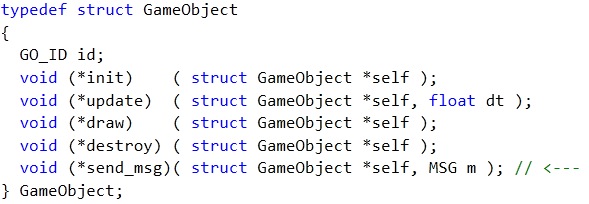 typedef struct GameObject
{
  GO_ID id;
  void (*init)    ( struct GameObject *self );
  void (*update)  ( struct GameObject *self, float dt );
  void (*draw)    ( struct GameObject *self );
  void (*destroy) ( struct GameObject *self );
  void (*send_msg)( struct GameObject *self, MSG m ); // <---
} GameObject;